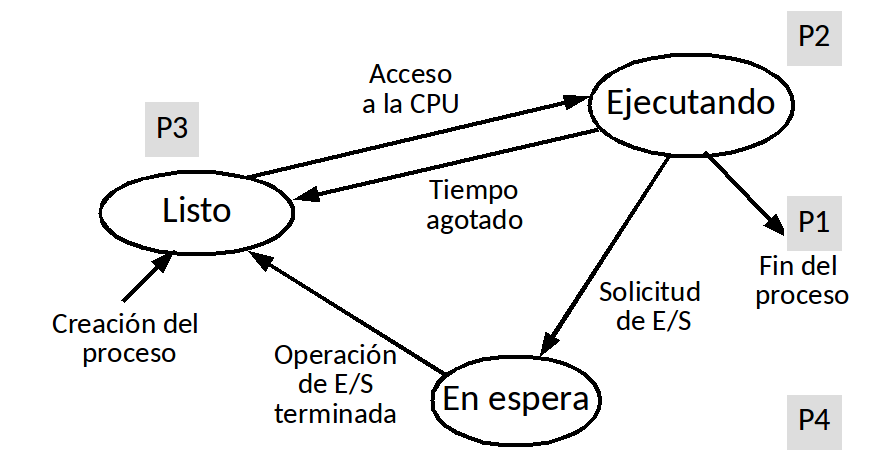 P2
Acceso
a la CPU
Ejecutando
P3
Listo
Tiempo
agotado
P1
Fin del
proceso
Solicitud
de E/S
Creación del
proceso
Operación
de E/S
terminada
En espera
P4